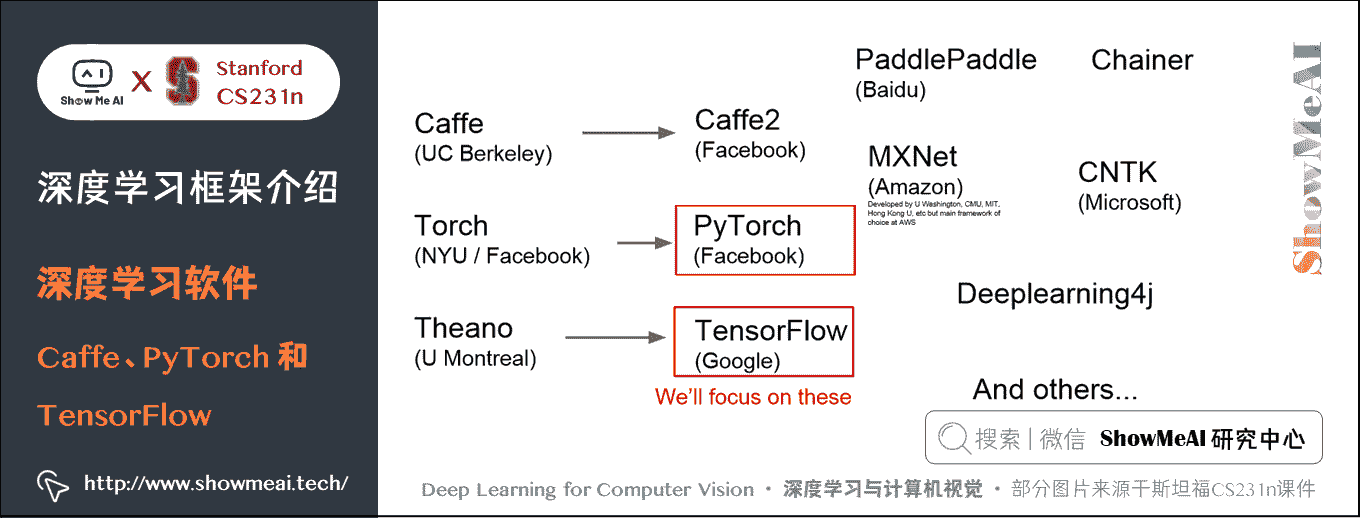 Show Me AI
X
Stanford
CS231n
深度学习框架介绍
深度学习软件
Caffe、PyTorch 和
TensorFlow
http://www.showmeai.tech/
Caffe
(UC Berkeley)
Caffe2
(Facebook)
Torch
(NYU / Facebook)
PyTorch
(Facebook)
Theano
(U Montreal)
TensorFlow
(Google)
We'll focus on these
PaddlePaddle
(Baidu)
Chainer
MXNet
(Amazon)
Developed by U Washington, CMU, MIT,
Hong Kong U, etc but main framework of
choice at AWS
CNTK
(Microsoft)
Deeplearning4j
And others...
ShowMeAI
搜索 | 微信 ShowMeAI 研究中心
Deep Learning for Computer Vision · 深度学习与计算机视觉 · 部分图片来源于斯坦福CS231n课件